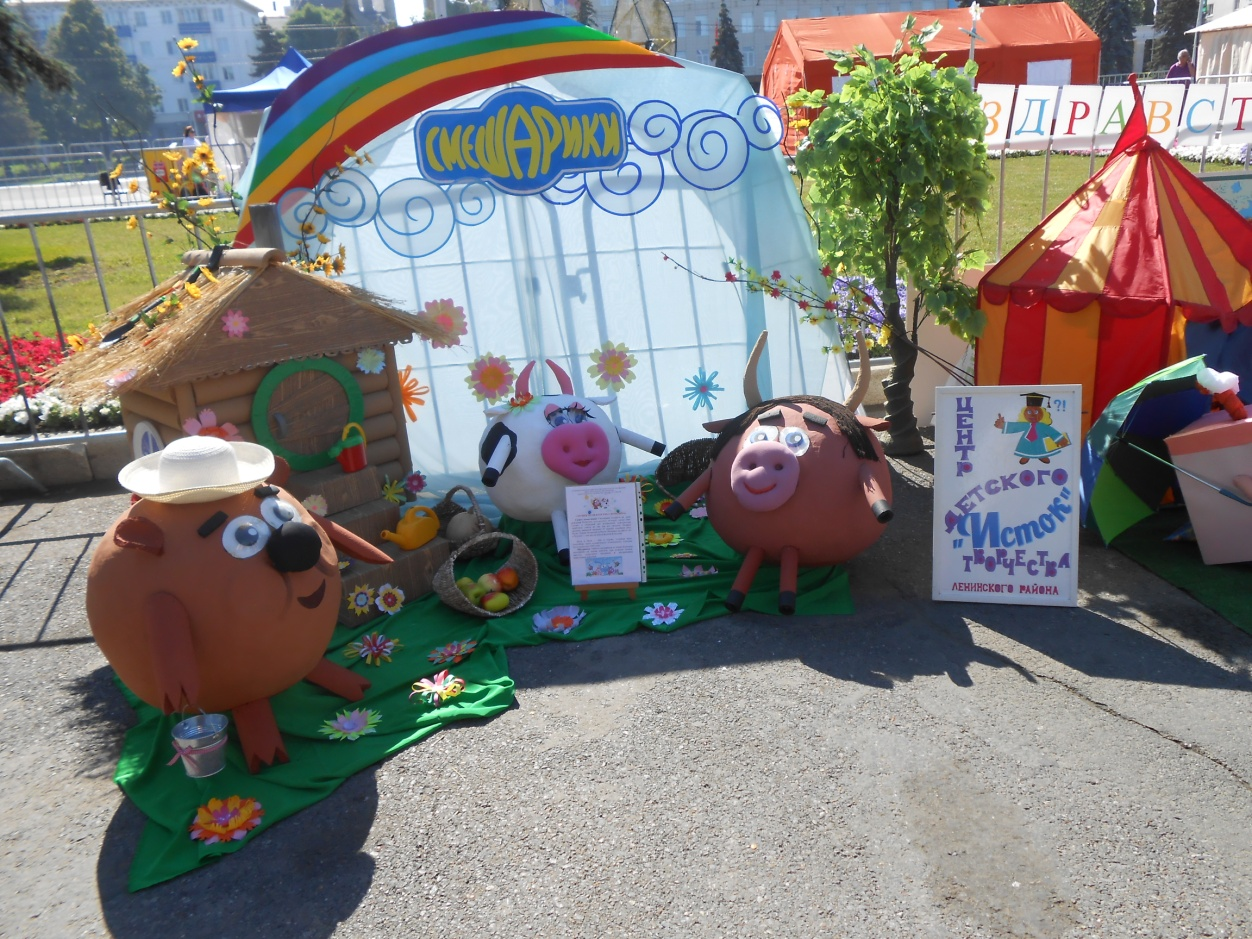 СМЕШАРИКИ
ЗДРАВСТ
?!
ЦЕНТР
ДЕТСКОГО
"Исток"
ТВОРЧЕСТВА
ЛЕНИНСКОГО РАЙОНА